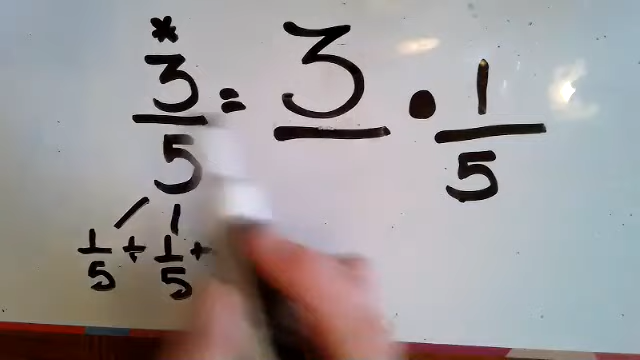 *
3/5 = 3/ • 1/5
1/5 + 1/5 +